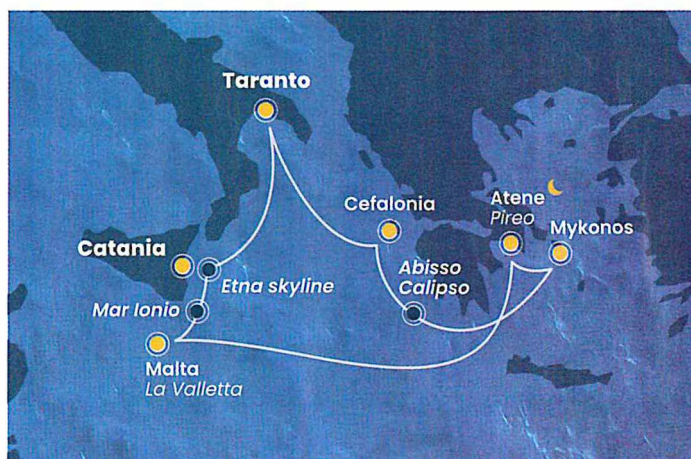 Taranto
Cefalonia
Atene
Pireo
Mykonos
Catania
Etna skyline
Abisso
Calipso
Mar Ionio
Malta
La Valletta